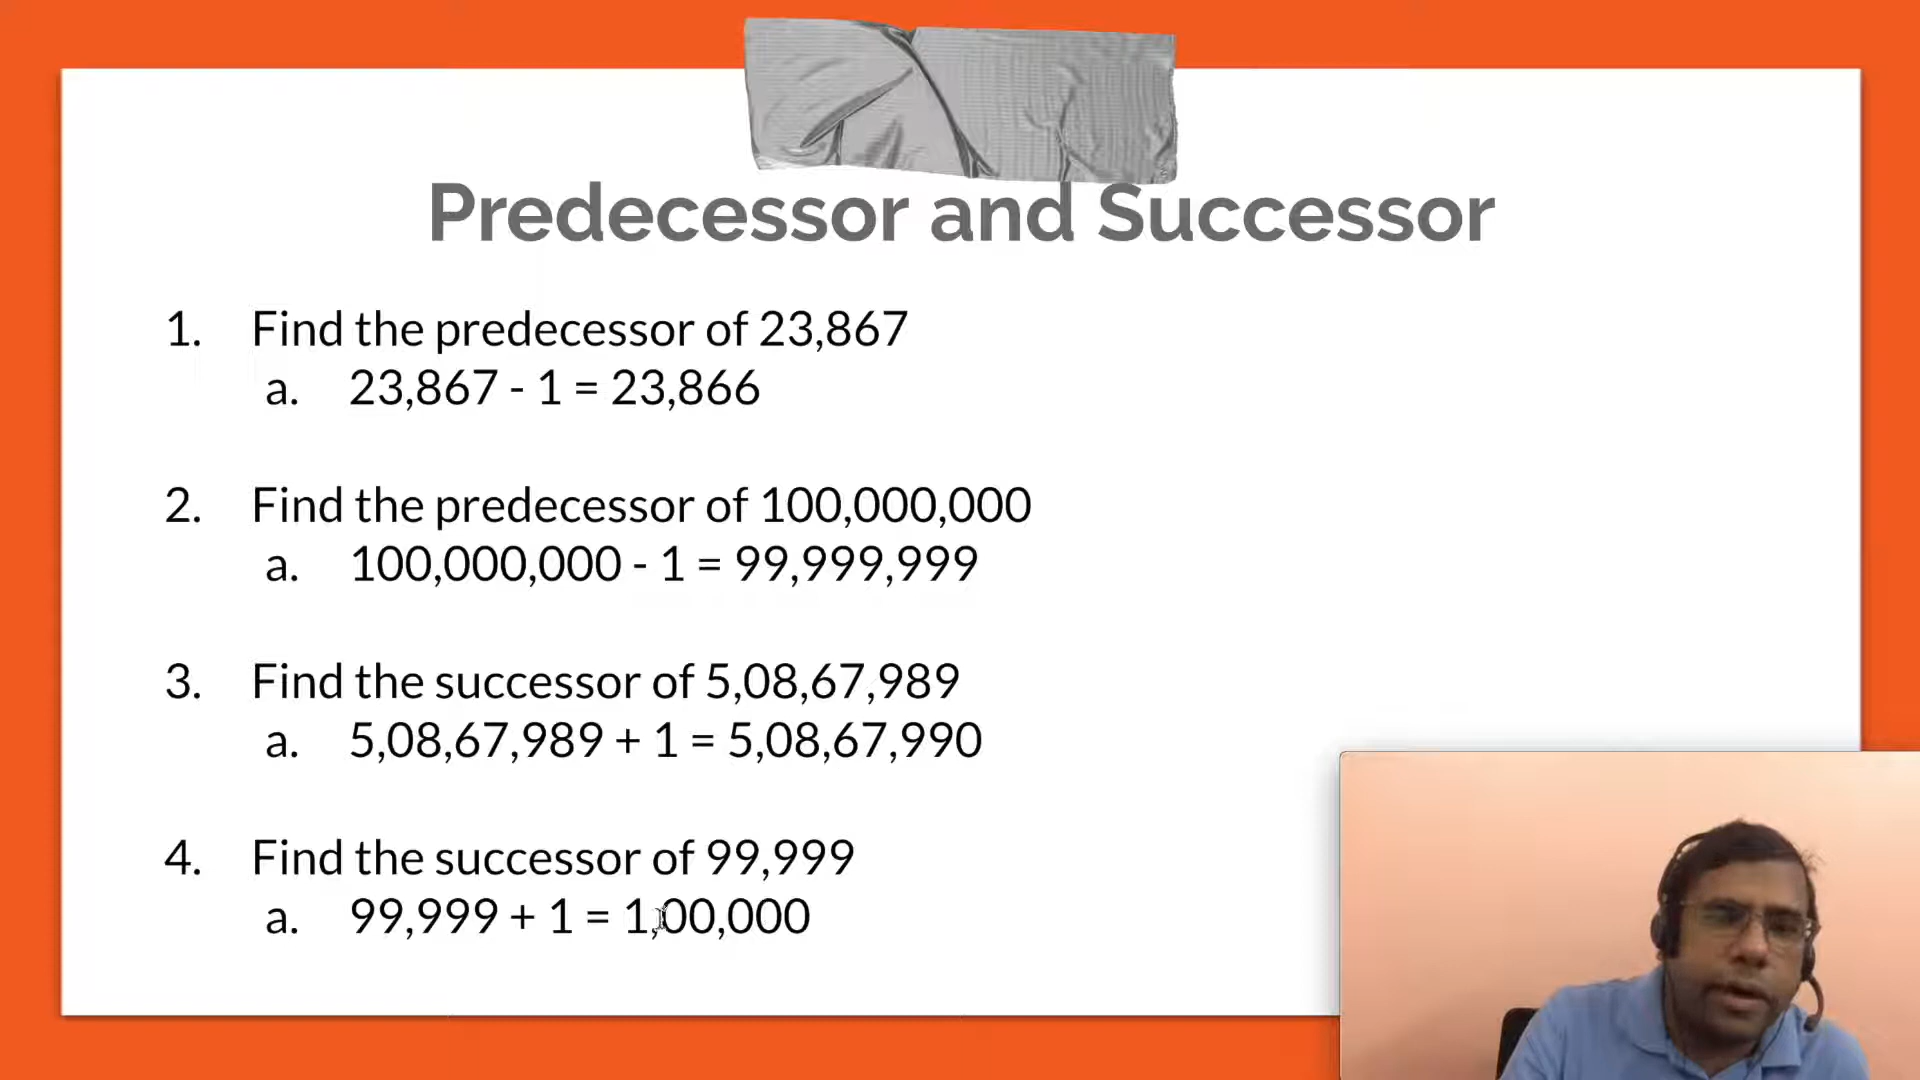 Predecessor and Successor
1. Find the predecessor of 23,867
a. 23,867 - 1 = 23,866
2. Find the predecessor of 100,000,000
a. 100,000,000 - 1 = 99,999,999
3. Find the successor of 5,08,67,989
a. 5,08,67,989 + 1 = 5,08,67,990
4. Find the successor of 99,999
a. 99,999 + 1 = 1,00,000